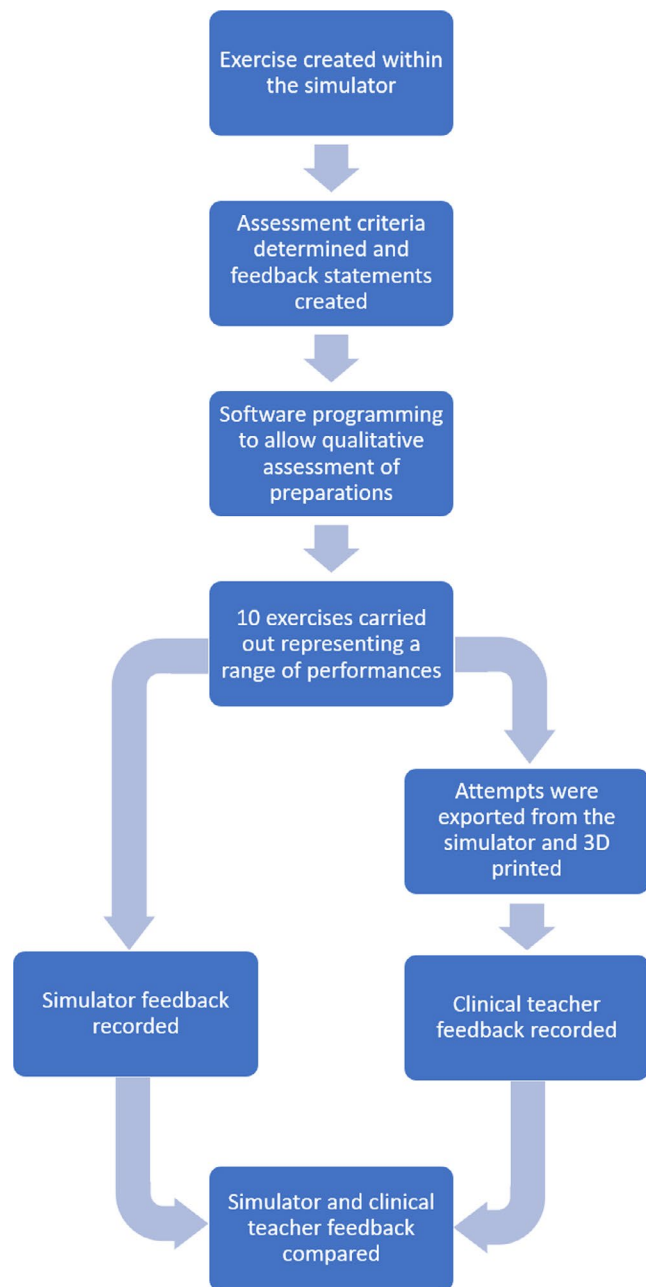 Exercise created within
the simulator
Assessment criteria
determined and
feedback statements
created
Software programming
to allow qualitative
assessment of
preparations
10 exercises carried
out representing a
range of performances
Attempts were
exported from the
simulator and 3D
printed
Simulator feedback
recorded
Clinical teacher
feedback recorded
Simulator and clinical
teacher feedback
compared